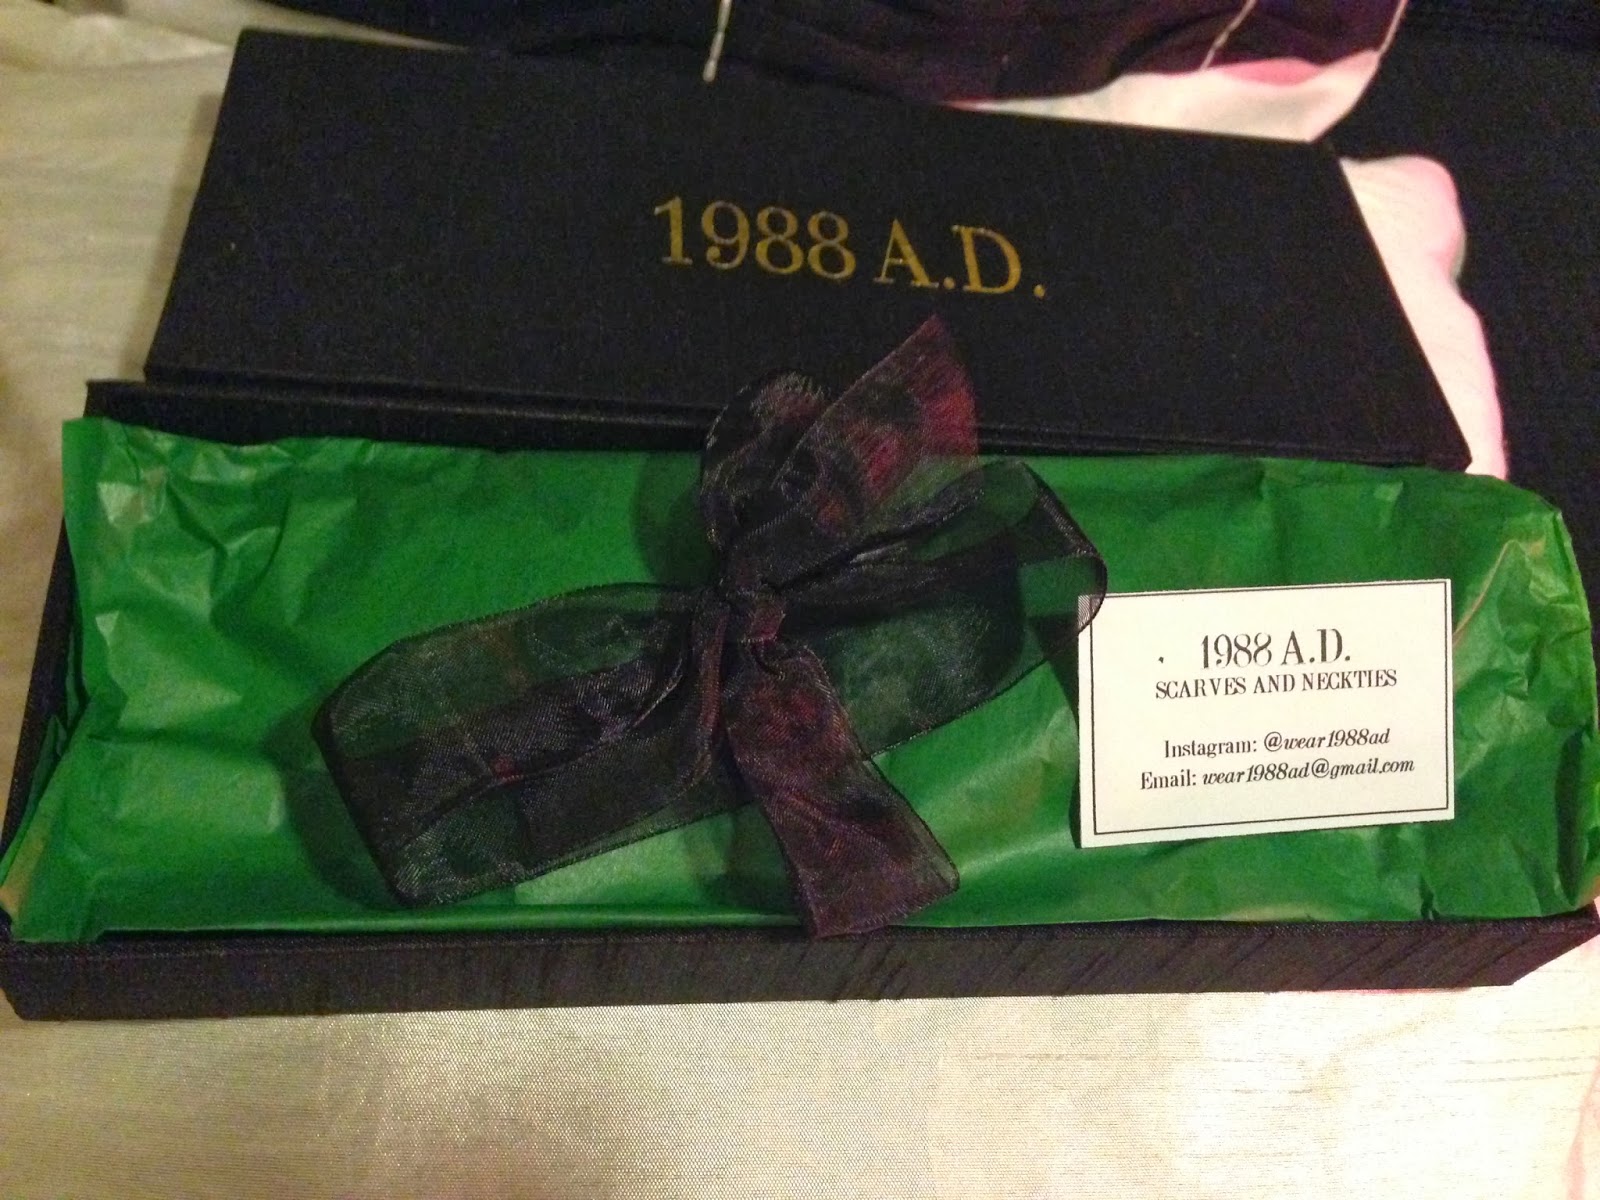 1988 A.D.
1988 A.D.
SCARVES AND NECKTIES
Instagram: @wear1988ad
Email: wear1988ad@gmail.com